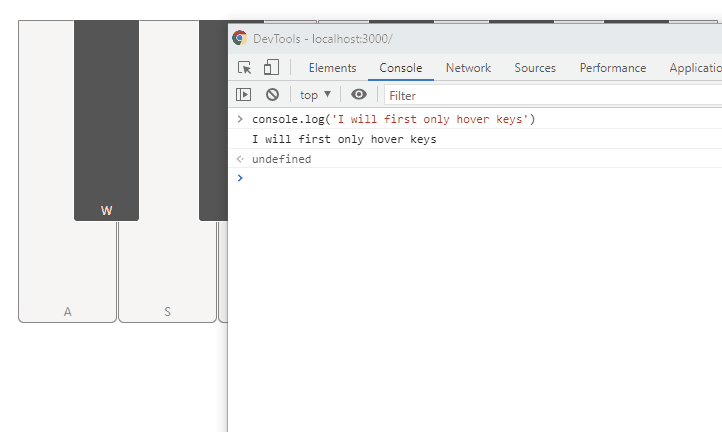 DevTools - localhost:3000/
Elements Console Network Sources Performance Applicatio
top ▼ Filter
> console.log('I will first only hover keys')
I will first only hover keys
<· undefined
>
W
A S